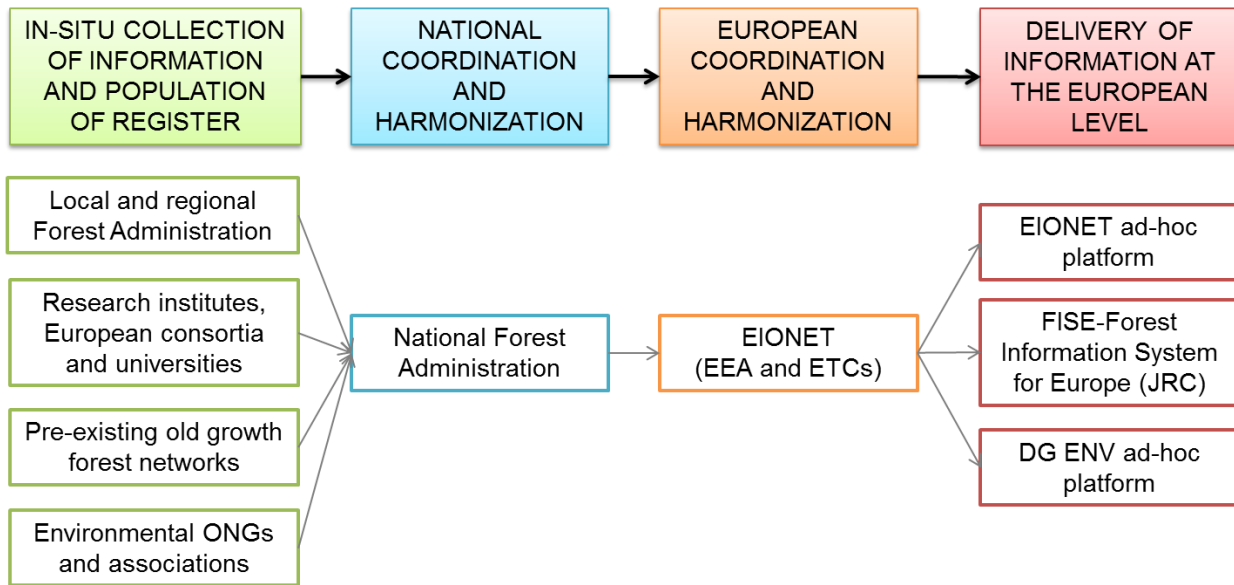 IN-SITU COLLECTION
OF INFORMATION
AND POPULATION
OF REGISTER
NATIONAL
COORDINATION
AND
HARMONIZATION
EUROPEAN
COORDINATION
AND
HARMONIZATION
DELIVERY OF
INFORMATION AT
THE EUROPEAN
LEVEL
Local and regional
Forest Administration
Research institutes,
European consortia
and universities
Pre-existing old growth
forest networks
Environmental ONGs
and associations
National Forest
Administration
EIONET
(EEA and ETCs)
EIONET ad-hoc
platform
FISE-Forest
Information System
for Europe (JRC)
DG ENV ad-hoc
platform